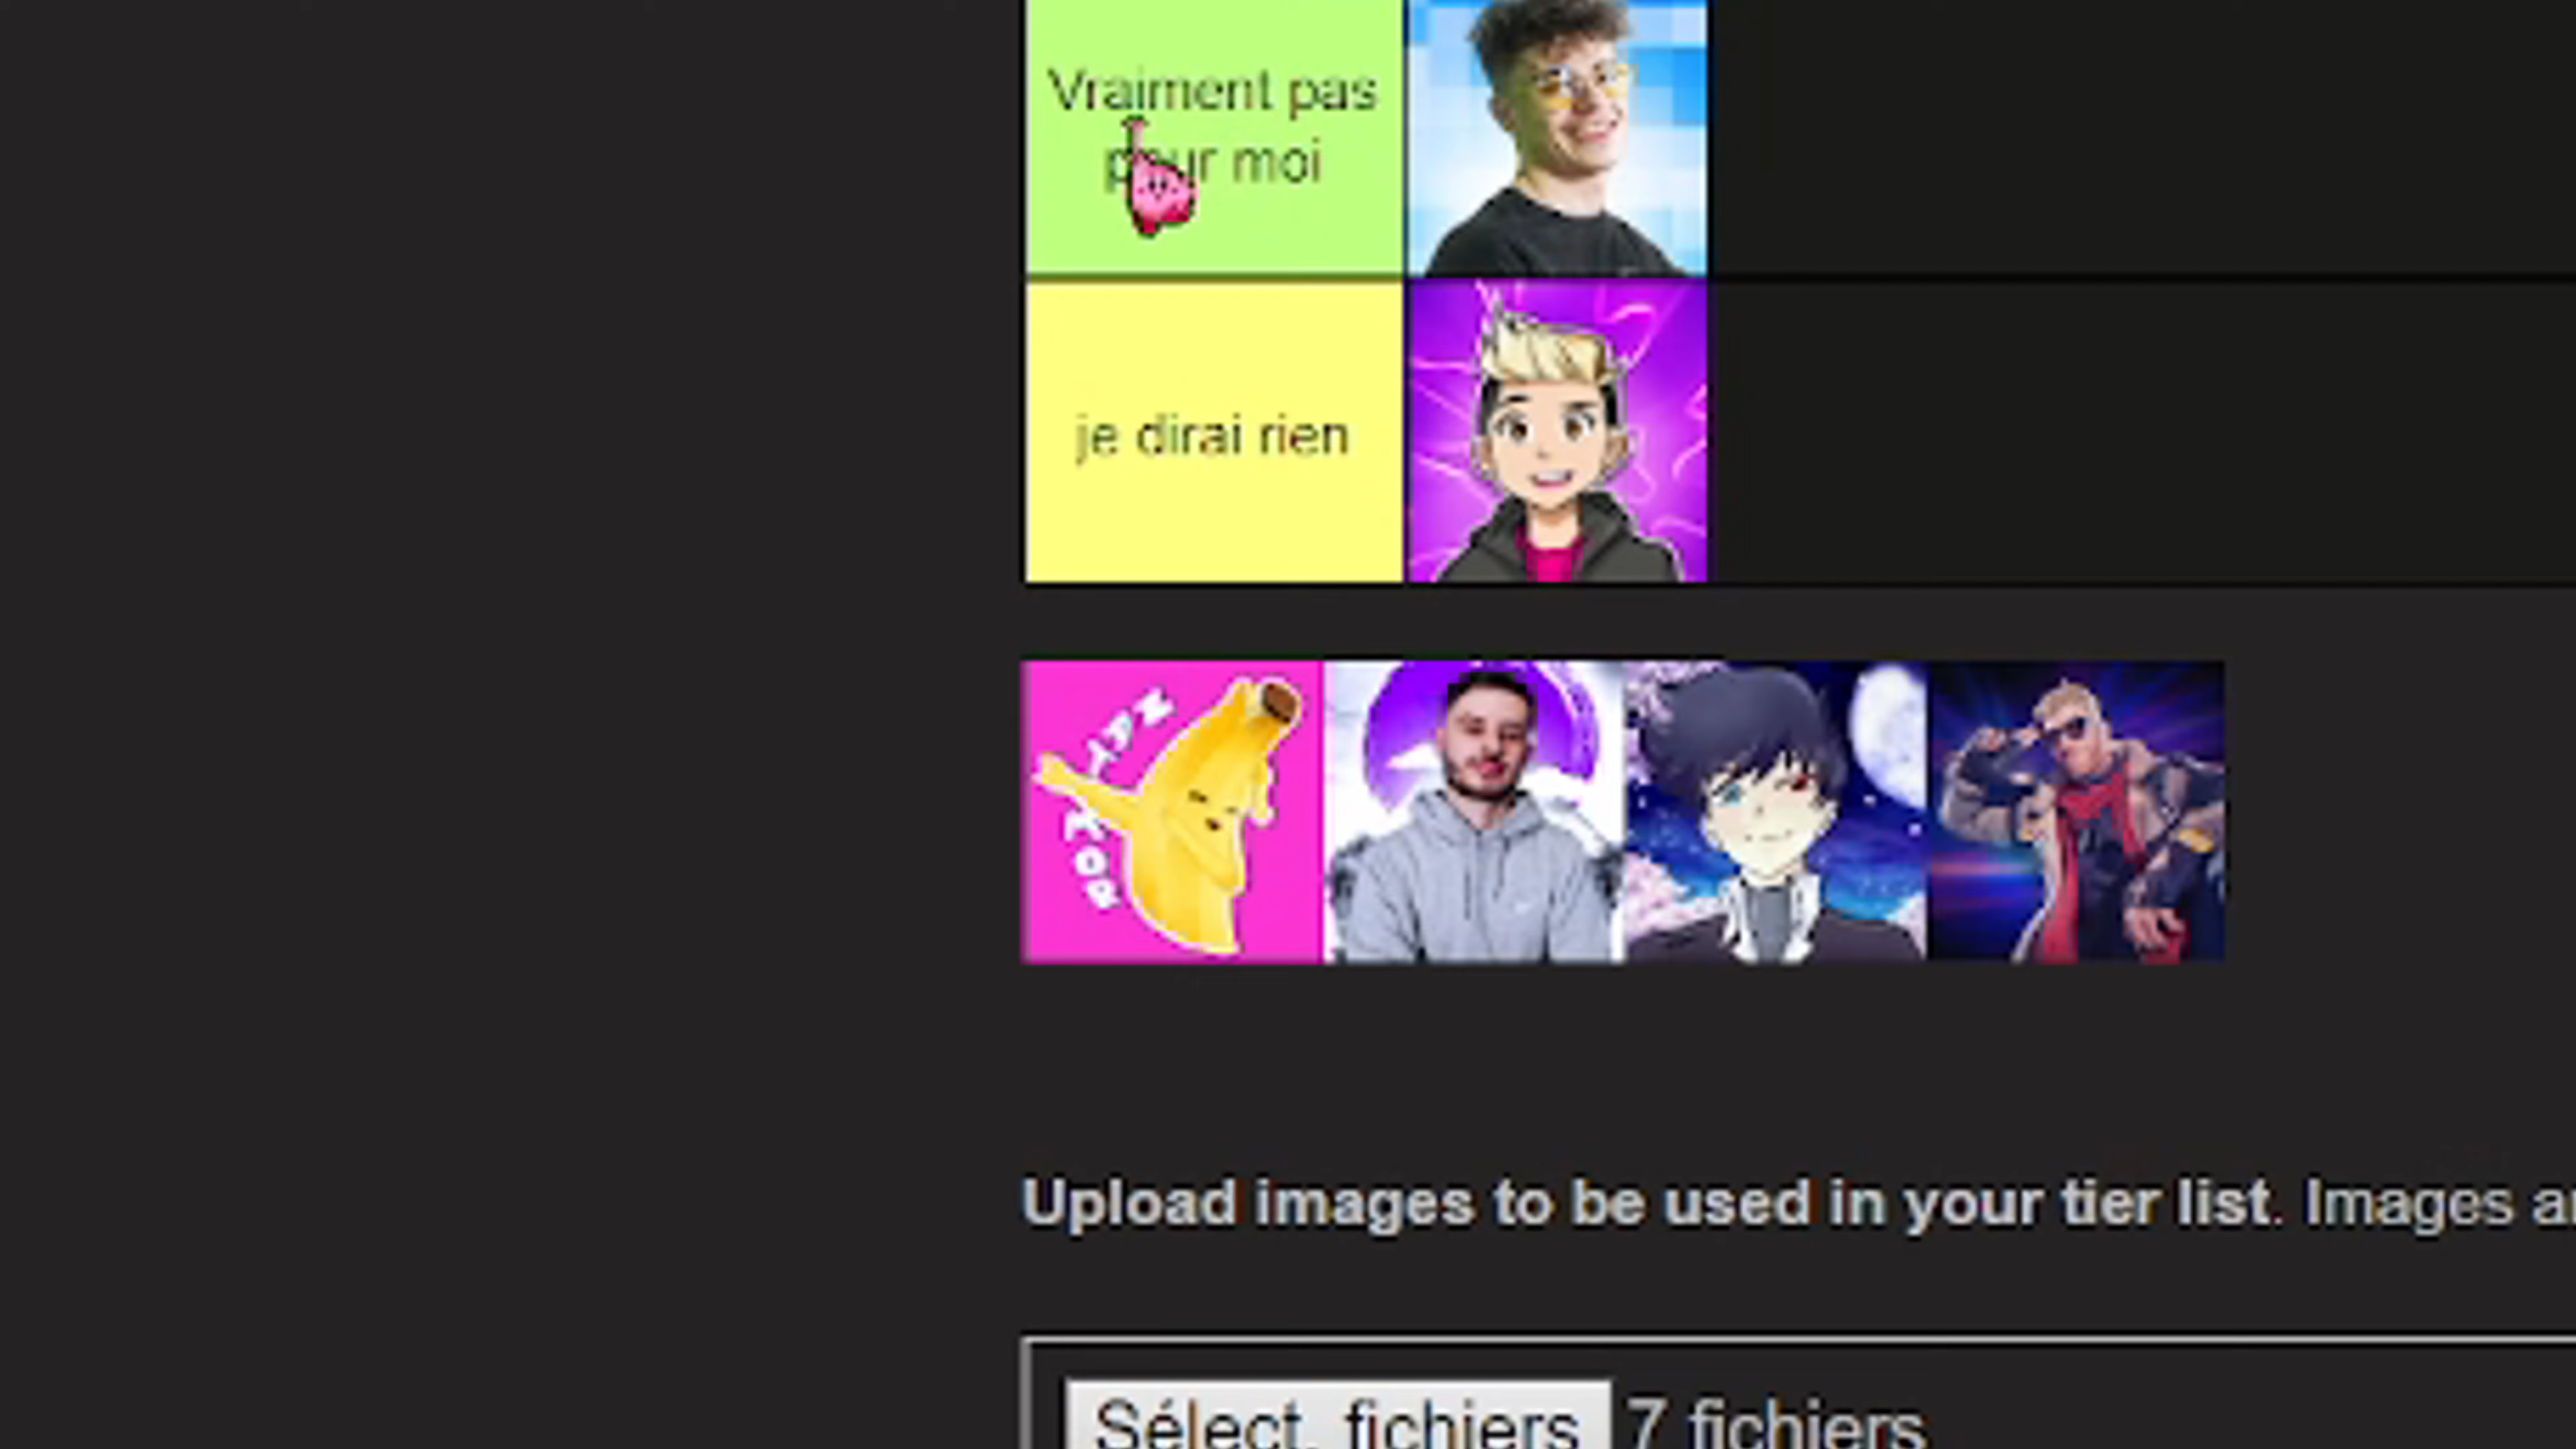 Vraiment pas
pour moi
je dirai rien
Upload images to be used in your tier list. Images
Sélect. fichiers 7 fichiers